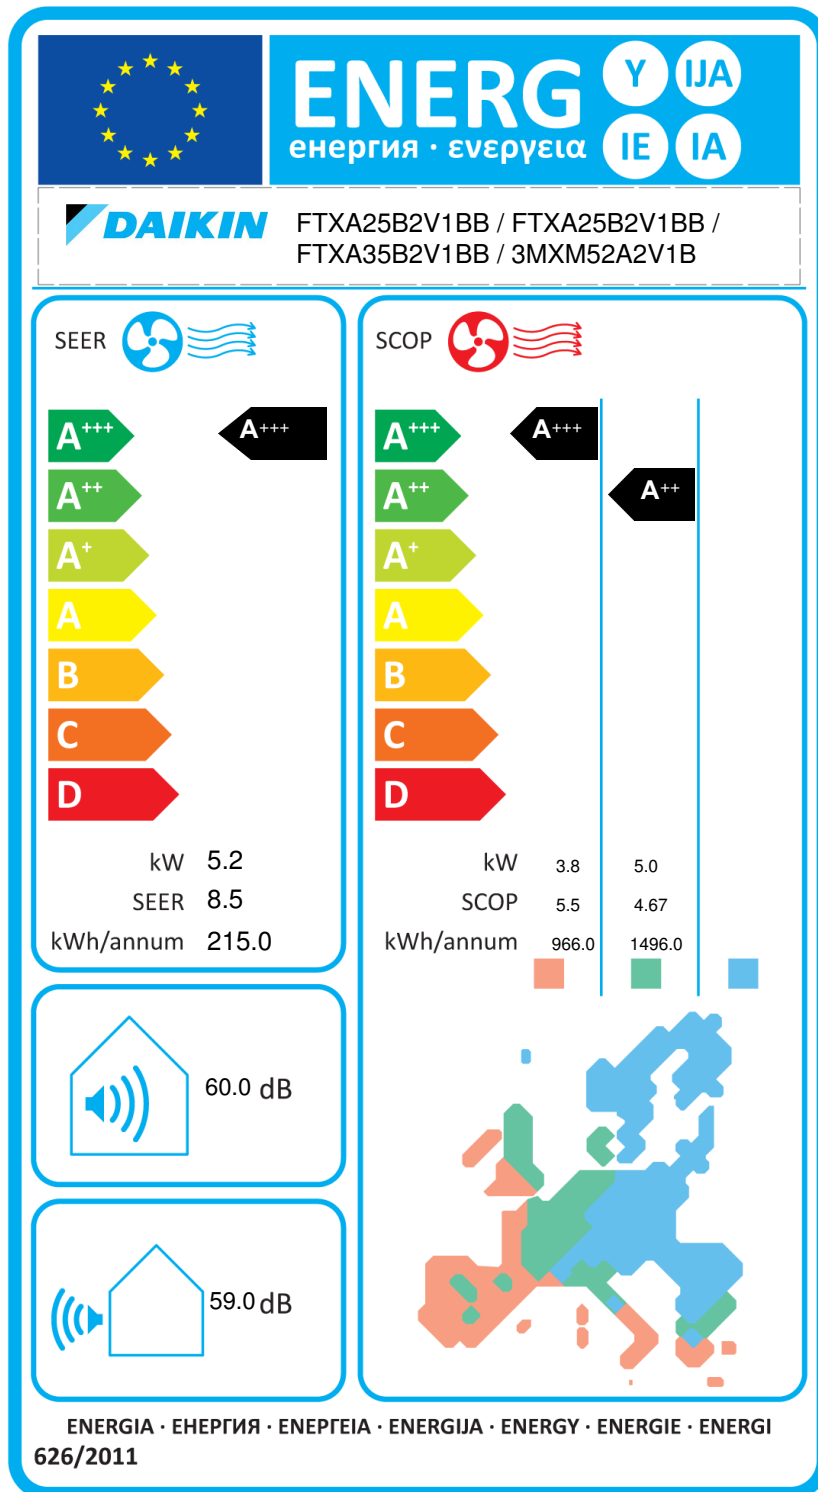 ENERG
енергия · ενεργεια
Y IJA
IE IA
DAIKIN
FTXA25B2V1BB / FTXA25B2V1BB /
FTXA35B2V1BB / 3MXM52A2V1B
SEER
A+++ A+++
A++
A+
A
B
C
D
kW 5.2
SEER 8.5
kWh/annum 215.0
SCOP
A+++ A+++
A++ A++
A+
A
B
C
D
kW 3.8 5.0
SCOP 5.5 4.67
kWh/annum 966.0 1496.0
60.0 dB
59.0 dB
ENERGIA · ЕНЕРГИЯ · ΕΝΕΡΓΕΙΑ · ENERGIJA · ENERGY · ENERGIE · ENERGI
626/2011